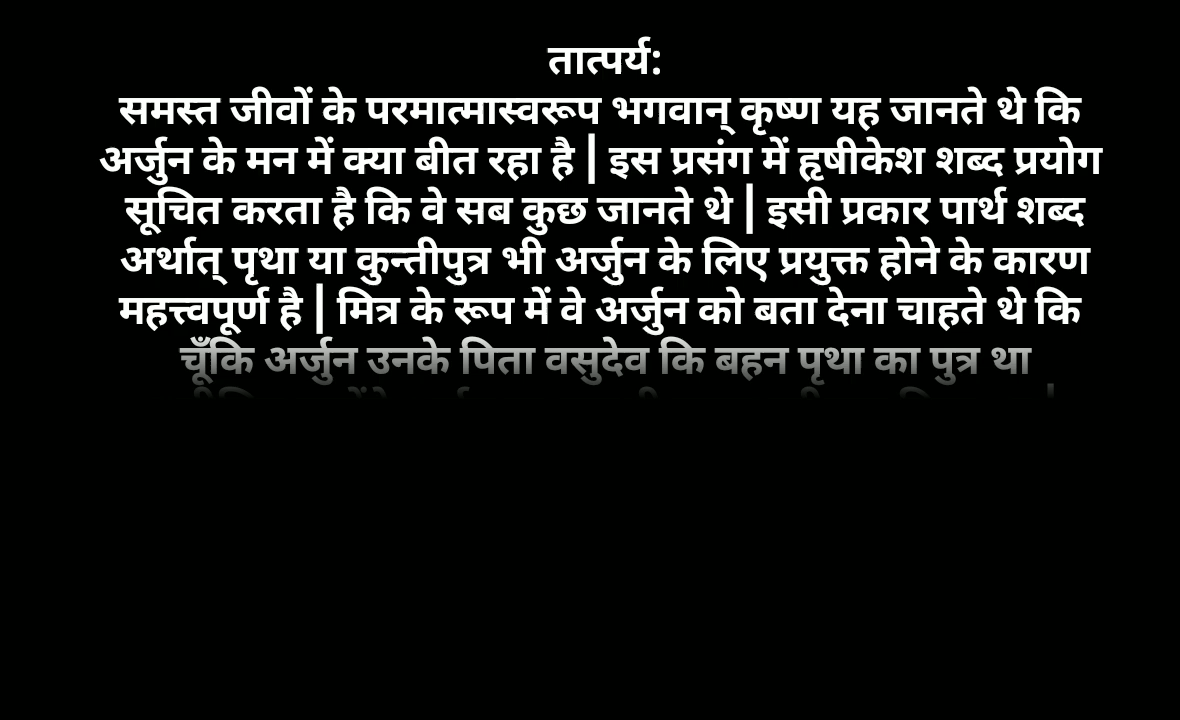 तात्पर्य:
समस्त जीवों के परमात्मास्वरूप भगवान् कृष्ण यह जानते थे कि
अर्जुन के मन में क्या बीत रहा है | इस प्रसंग में हृषीकेश शब्द प्रयोग
सूचित करता है कि वे सब कुछ जानते थे | इसी प्रकार पार्थ शब्द
अर्थात् पृथा या कुन्तीपुत्र भी अर्जुन के लिए प्रयुक्त होने के कारण
महत्त्वपूर्ण है | मित्र के रूप में वे अर्जुन को बता देना चाहते थे कि
चूँकि अर्जुन उनके पिता वसुदेव कि बहन पृथा का पुत्र था